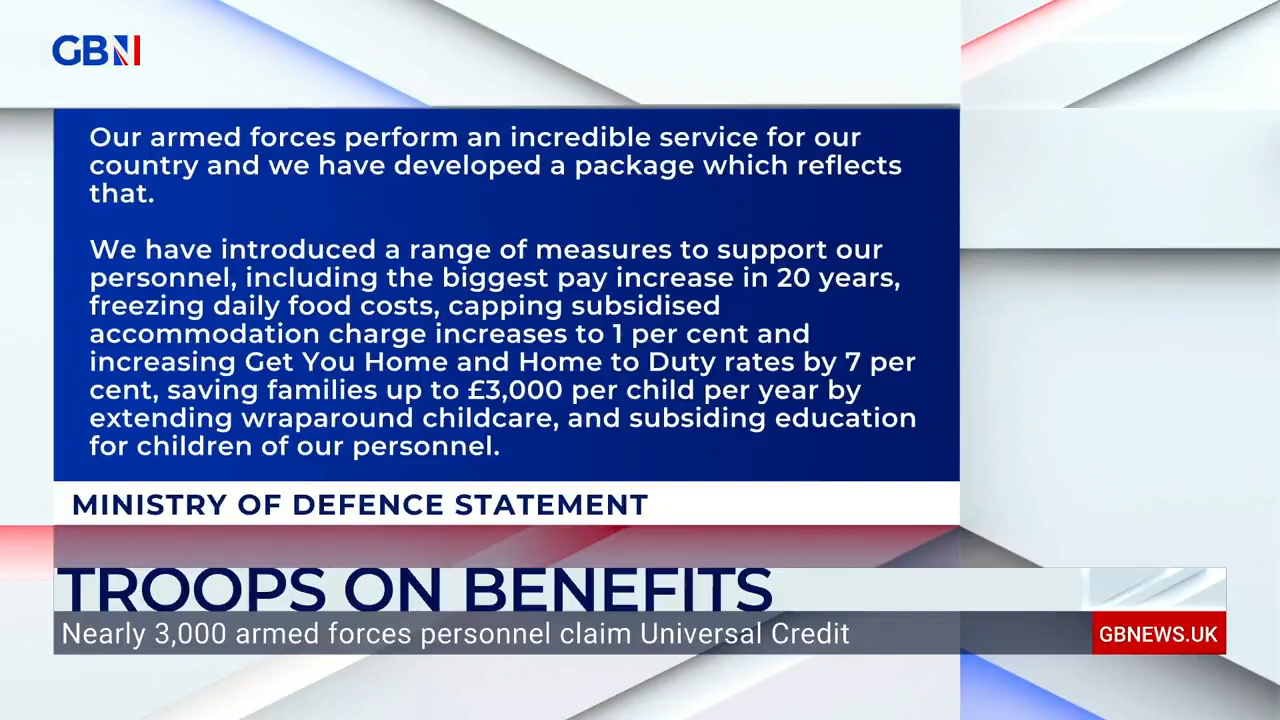 GBN
Our armed forces perform an incredible service for our
country and we have developed a package which reflects
that.
We have introduced a range of measures to support our
personnel, including the biggest pay increase in 20 years,
freezing daily food costs, capping subsidised
accommodation charge increases to 1 per cent and
increasing Get You Home and Home to Duty rates by 7 per
cent, saving families up to £3,000 per child per year by
extending wraparound childcare, and subsiding education
for children of our personnel.
MINISTRY OF DEFENCE STATEMENT
TROOPS ON BENEFITS
Nearly 3,000 armed forces personnel claim Universal Credit
GBNEWS.UK